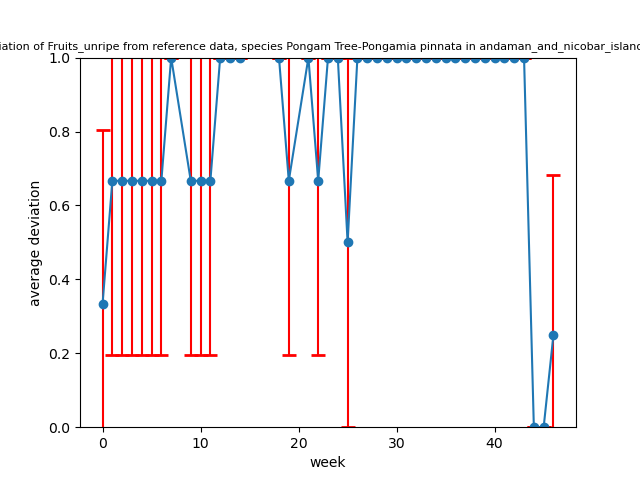 iation of Fruits_unripe from reference data, species Pongam Tree-Pongamia pinnata in andaman_and_nicobar_islan
1.0
0.8
0.6
0.4
0.2
0.0
average deviation
0 10 20 30 40
week